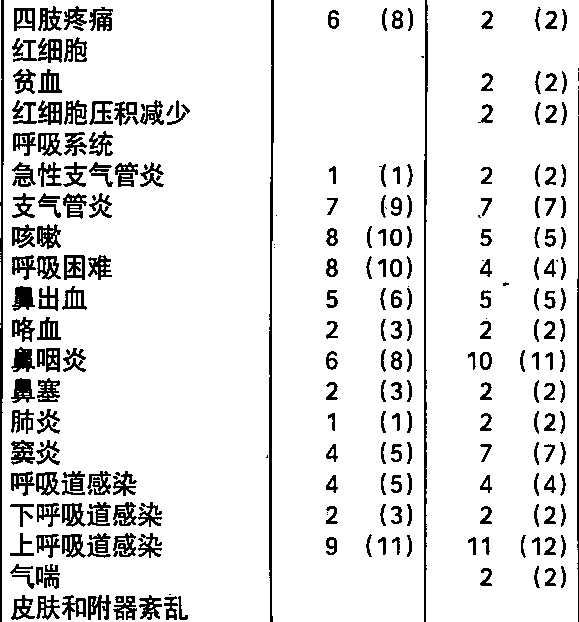 四肢疼痛 6 (8) 2 (2)
红细胞
贫血 2 (2)
红细胞压积减少 2 (2)
呼吸系统
急性支气管炎 1 (1) 2 (2)
支气管炎 7 (9) 7 (7)
咳嗽 8 (10) 5 (5)
呼吸困难 8 (10) 4 (4)
鼻出血 5 (6) 5 (5)
咯血 2 (3) 2 (2)
鼻咽炎 6 (8) 10 (11)
鼻塞 2 (3) 2 (2)
肺炎 1 (1) 2 (2)
窦炎 4 (5) 7 (7)
呼吸道感染 4 (5) 4 (4)
下呼吸道感染 2 (3) 2 (2)
上呼吸道感染 9 (11) 11 (12)
气喘 2 (2)
皮肤和附器紊乱